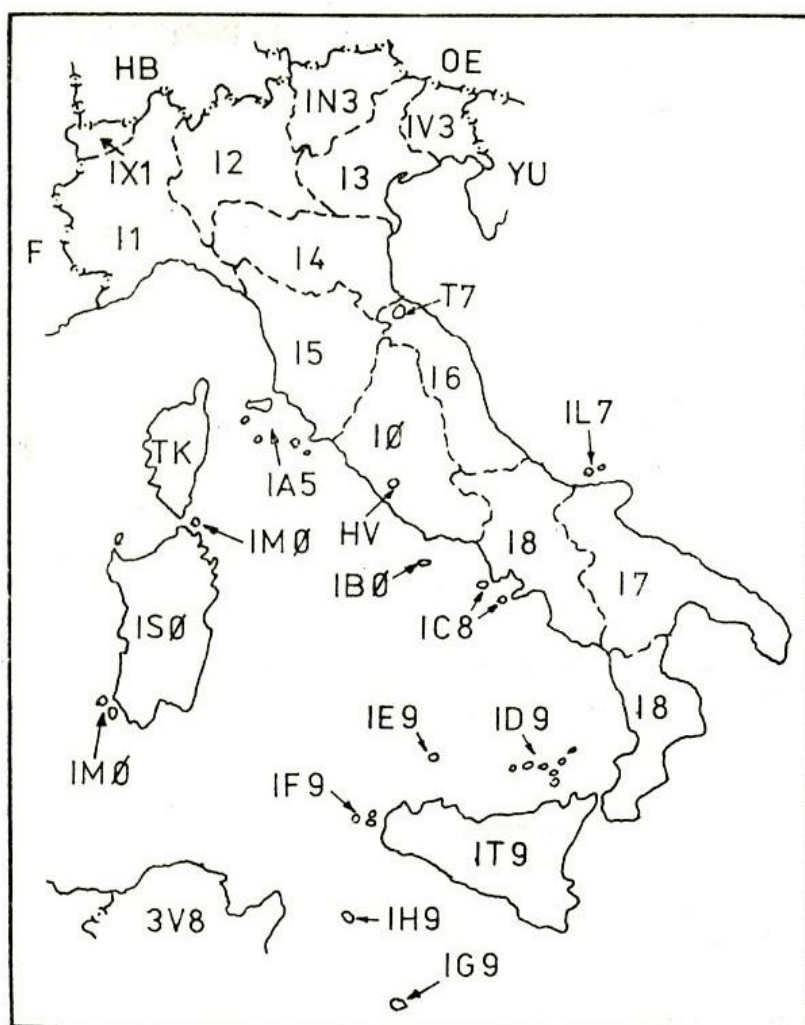 HB
OE
IN3
IV3
IX1
I2
I3
YU
I1
F
I4
T7
I5
I6
IL7
TK
IA5
IØ
IMØ
HV
I8
ISØ
IBØ
IC8
I7
IMØ
IE9
ID9
I8
IF9
IT9
3V8
IH9
IG9